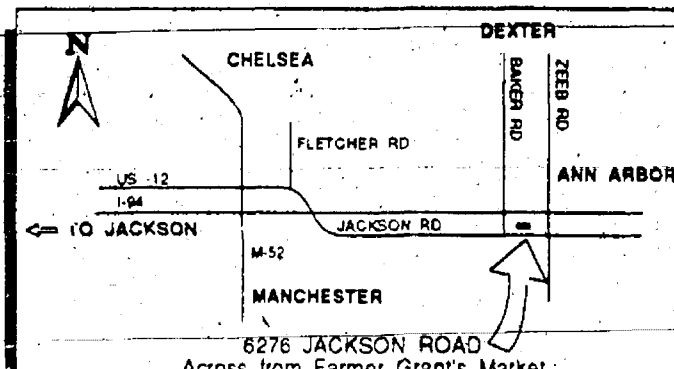 N
DEXTER
CHELSEA
BAKER RD
ZEEB RD
FLETCHER RD
ANN ARBOR
US -12
I-94
TO JACKSON
JACKSON RD
M-52
MANCHESTER
6276 JACKSON ROAD
Across from Farmer Grant's Market